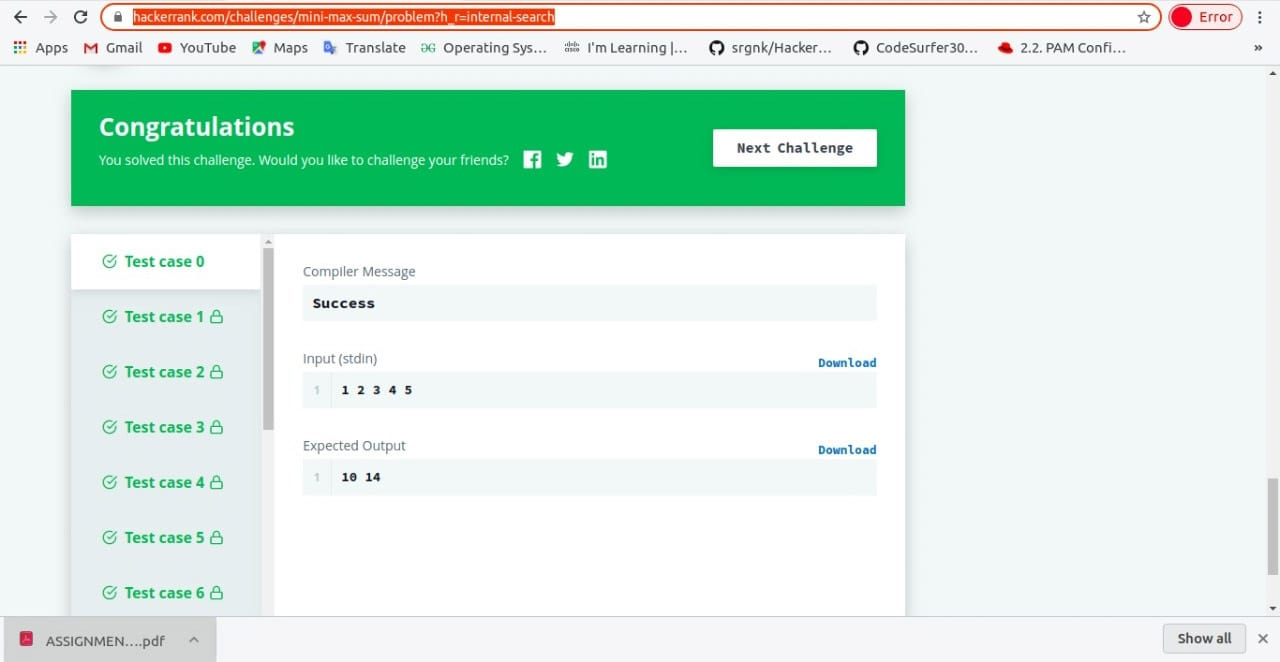 hackerrank.com/challenges/mini-max-sum/problem?h_r=internal-search
Error
Apps
Gmail
YouTube
Maps
Translate
Operating Sys...
I'm Learning |...
srgnk/Hacker...
CodeSurfer30...
2.2. PAM Confi...
»
Congratulations
You solved this challenge. Would you like to challenge your friends?
Next Challenge
Test case 0
Test case 1
Test case 2
Test case 3
Test case 4
Test case 5
Test case 6
Compiler Message
Success
Input (stdin)
Download
1 1 2 3 4 5
Expected Output
Download
1 10 14
ASSIGNMEN....pdf
Show all